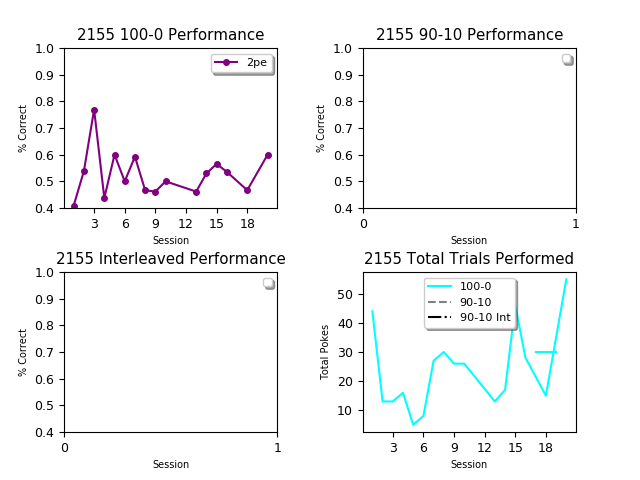 2155 100-0 Performance
1.0
0.9
0.8
0.7
0.6
0.5
0.4
% Correct
2pe
3 6 9 12 15 18
Session
2155 90-10 Performance
1.0
0.9
0.8
0.7
0.6
0.5
0.4
% Correct
0 1
Session
2155 Interleaved Performance
1.0
0.9
0.8
0.7
0.6
0.5
0.4
% Correct
0 1
Session
2155 Total Trials Performed
50
40
30
20
10
Total Pokes
100-0
90-10
90-10 Int
3 6 9 12 15 18
Session